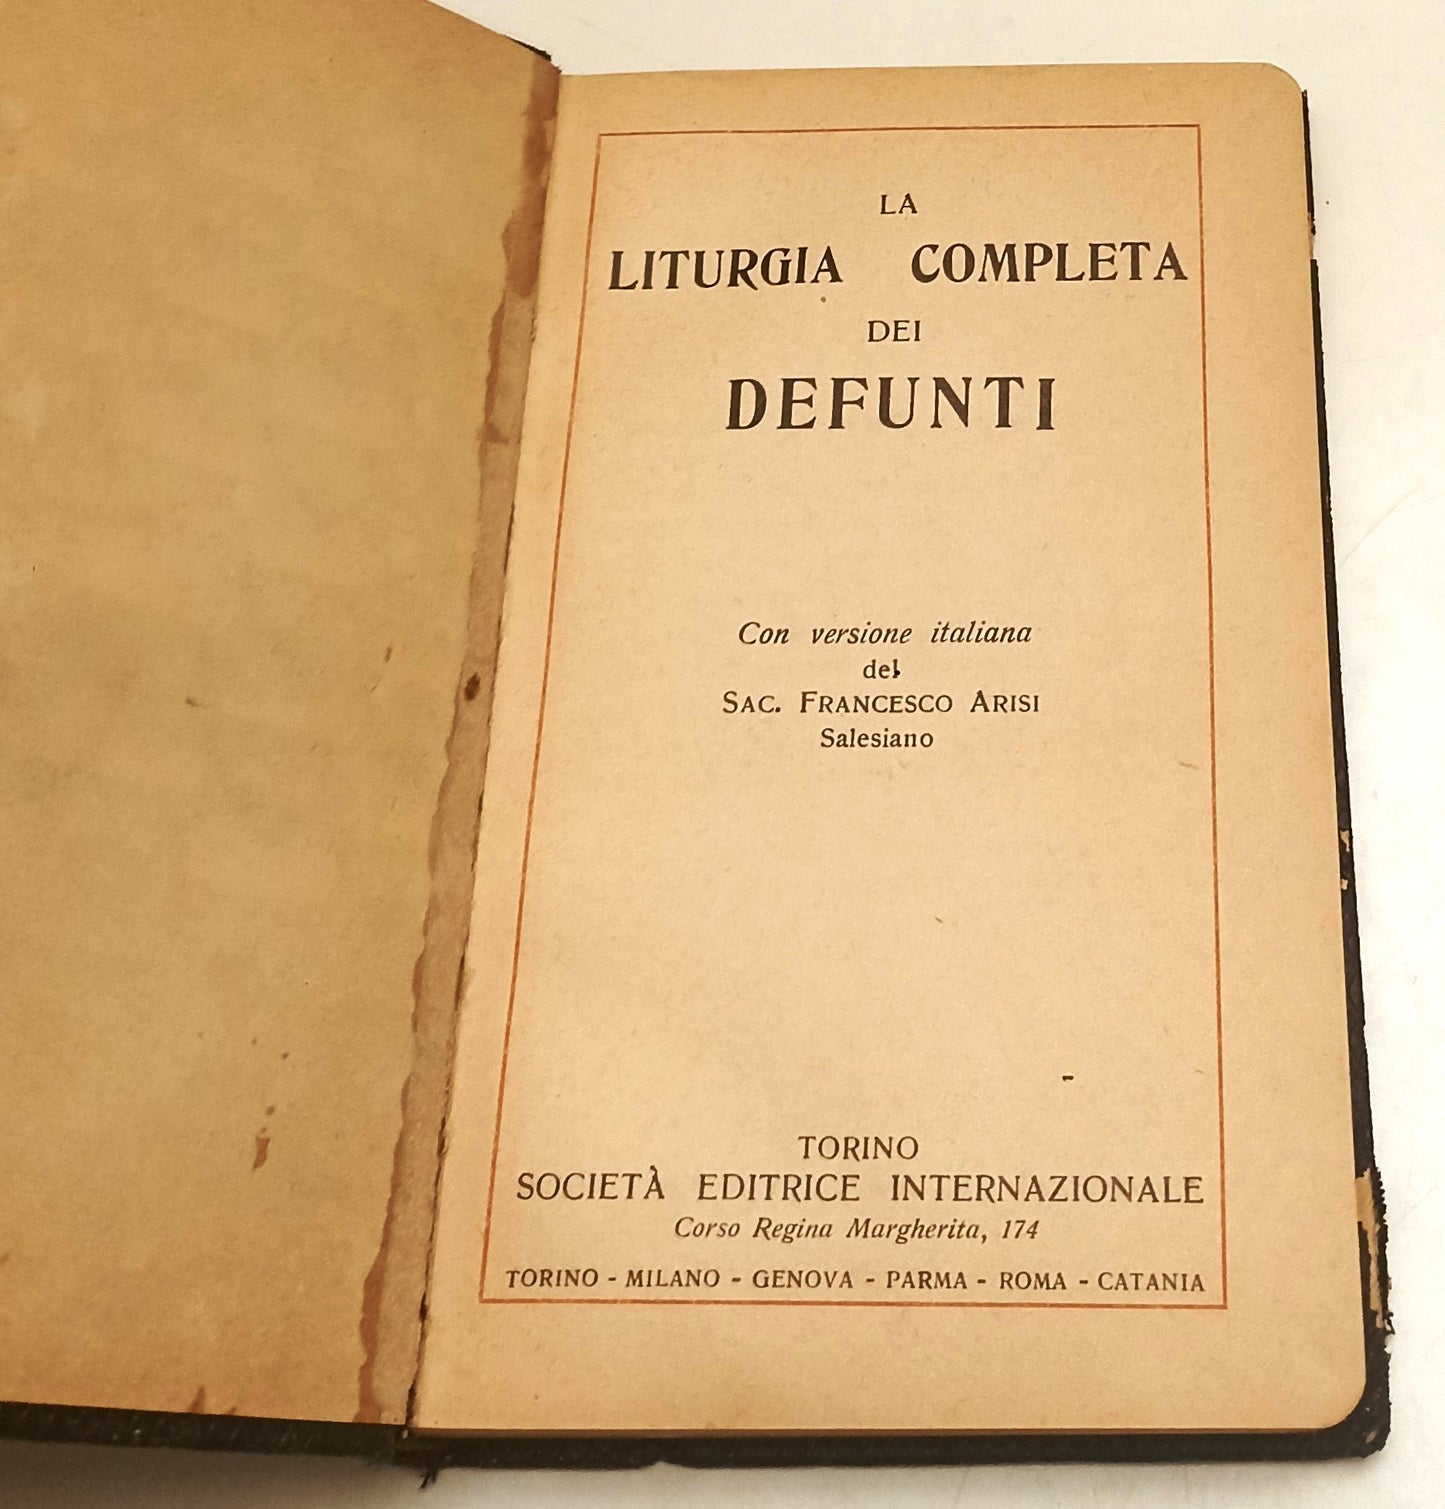 LA
LITURGIA COMPLETA
DEI
DEFUNTI
Con versione italiana
del
SAC. FRANCESCO ARISI
Salesiano
TORINO
SOCIETÀ EDITRICE INTERNAZIONALE
Corso Regina Margherita, 174
TORINO - MILANO - GENOVA - PARMA - ROMA - CATANIA